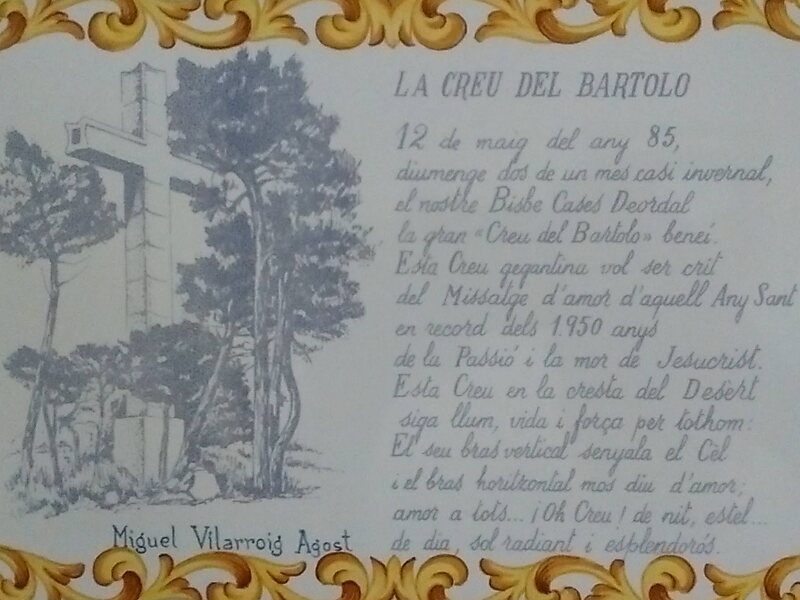 LA CREU DEL BARTOLO
12 de maig del any 85,
diumenge dos de un mes casi invernal,
el nostre Bisbe Cases Deordal
la gran «Creu del Bartolo» beneí.
Esta Creu gegantina vol ser crit
del Missatge d'amor d'aquell Any Sant
en record dels 1.950 anys
de la Passió i la mor de Jesucrist.
Esta Creu en la cresta del Desert
siga llum, vida i força per tothom:
El seu bras vertical senyala el Cèl
i el bras horitzontal mos diu d'amor;
amor a tots... ¡Oh Creu! de nit, estel...
de dia, sol radiant i esplendorós.
Miguel Vilarroig Agost